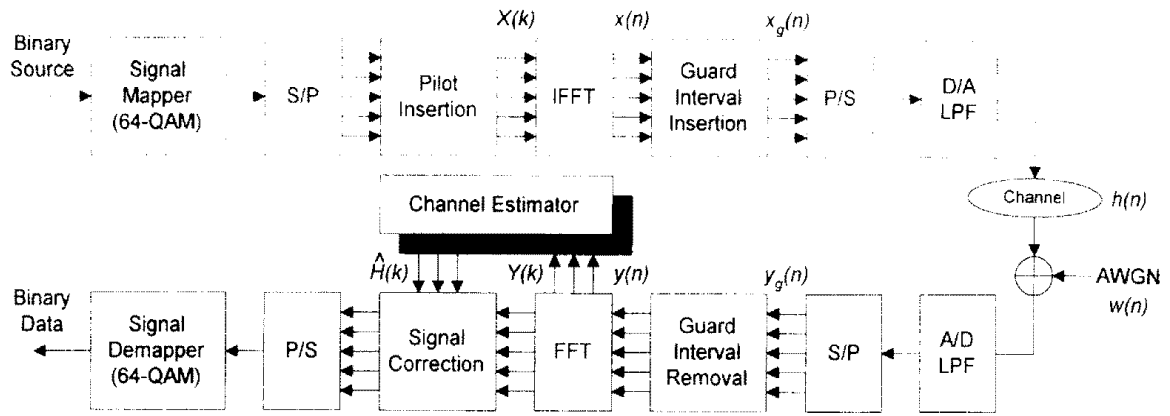 X(k)
x(n)
x_g(n)
Binary
Source
Signal
Mapper
(64-QAM)
S/P
Pilot
Insertion
IFFT
Guard
Interval
Insertion
P/S
D/A
LPF
Channel Estimator
Channel
h(n)
Ĥ(k)
Y(k)
y(n)
y_g(n)
AWGN
w(n)
Binary
Data
Signal
Demapper
(64-QAM)
P/S
Signal
Correction
FFT
Guard
Interval
Removal
S/P
A/D
LPF